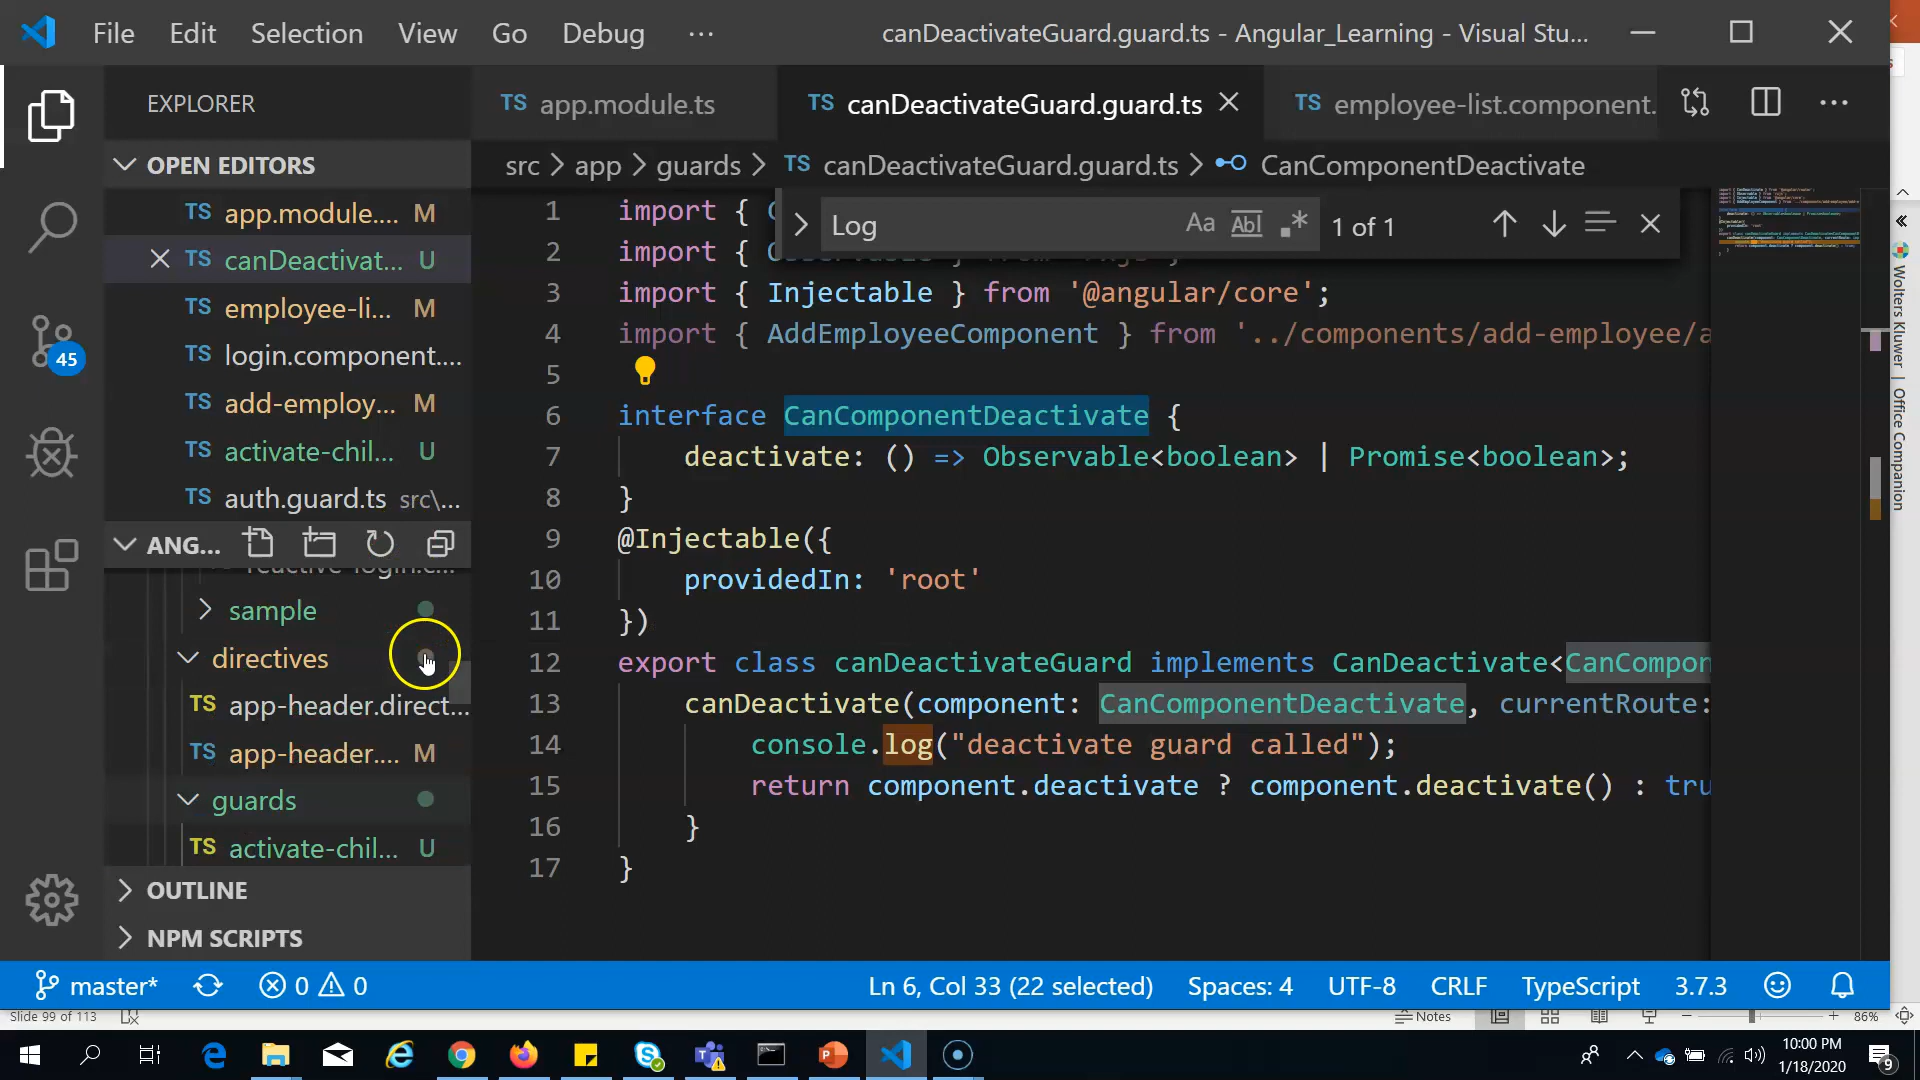 File Edit Selection View Go Debug ···
canDeactivateGuard.guard.ts - Angular_Learning - Visual Stu...
EXPLORER
TS app.module.ts
TS canDeactivateGuard.guard.ts
TS employee-list.component.
OPEN EDITORS
src > app > guards > TS canDeactivateGuard.guard.ts > CanComponentDeactivate
TS app.module.... M
TS canDeactivat... U
TS employee-li... M
TS login.component....
TS add-employ... M
TS activate-chil... U
TS auth.guard.ts src\...
45
ANG...
sample
directives
TS app-header.direct...
TS app-header.... M
guards
TS activate-chil... U
OUTLINE
NPM SCRIPTS
Log Aa Abl .* 1 of 1
1 import {
2 import {
3 import { Injectable } from '@angular/core';
4 import { AddEmployeeComponent } from '../components/add-employee/a
5
6 interface CanComponentDeactivate {
7 deactivate: () => Observable<boolean> | Promise<boolean>;
8 }
9 @Injectable({
10 providedIn: 'root'
11 })
12 export class canDeactivateGuard implements CanDeactivate<CanCompon
13 canDeactivate(component: CanComponentDeactivate, currentRoute:
14 console.log("deactivate guard called");
15 return component.deactivate ? component.deactivate() : tru
16 }
17 }
Wolters Kluwer | Office Companion
master* 0 0 Ln 6, Col 33 (22 selected) Spaces: 4 UTF-8 CRLF TypeScript 3.7.3
Slide 99 of 113 Notes 86%
10:00 PM
1/18/2020
9